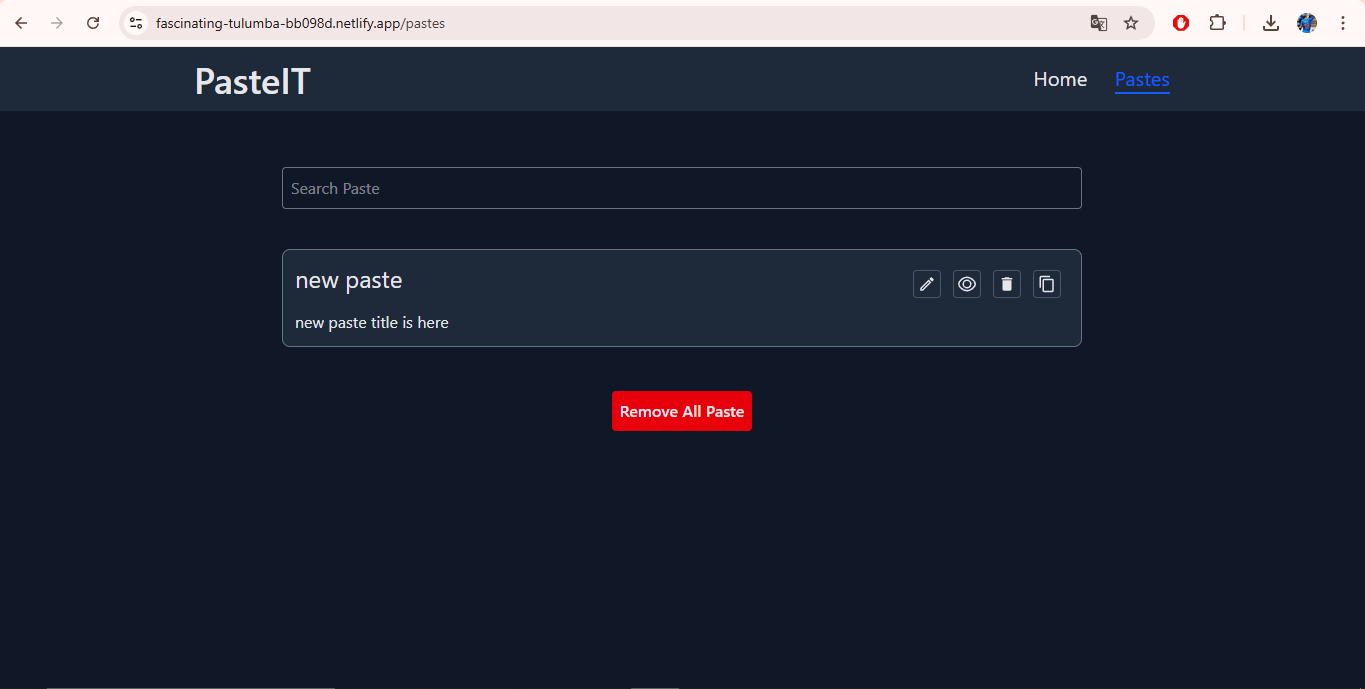 fascinating-tulumba-bb098d.netlify.app/pastes
PasteIT
Home Pastes
Search Paste
new paste
new paste title is here
Remove All Paste